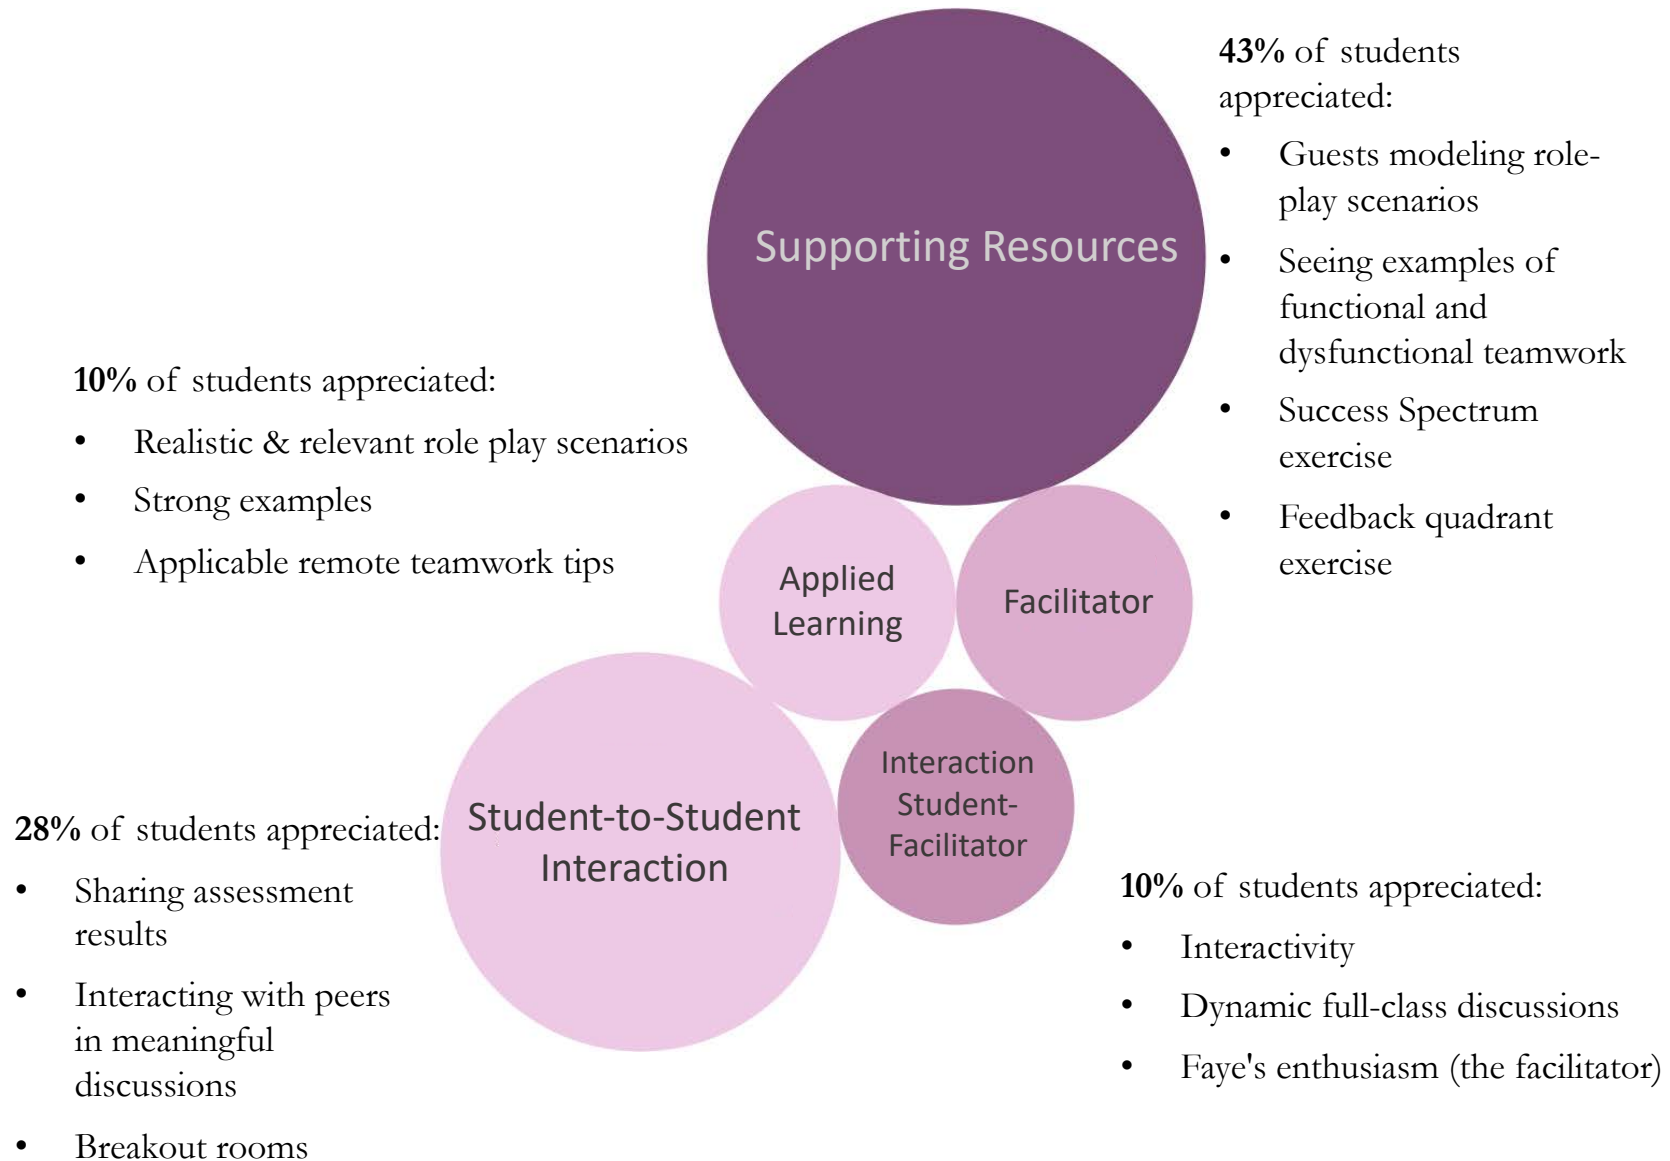 43% of students
appreciated:
• Guests modeling role-
play scenarios
• Seeing examples of
functional and
dysfunctional teamwork
• Success Spectrum
exercise
• Feedback quadrant
exercise
Supporting Resources
10% of students appreciated:
• Realistic & relevant role play scenarios
• Strong examples
• Applicable remote teamwork tips
Applied
Learning
Facilitator
Interaction
Student-
Facilitator
Student-to-Student
Interaction
28% of students appreciated:
• Sharing assessment
results
• Interacting with peers
in meaningful
discussions
• Breakout rooms
10% of students appreciated:
• Interactivity
• Dynamic full-class discussions
• Faye's enthusiasm (the facilitator)